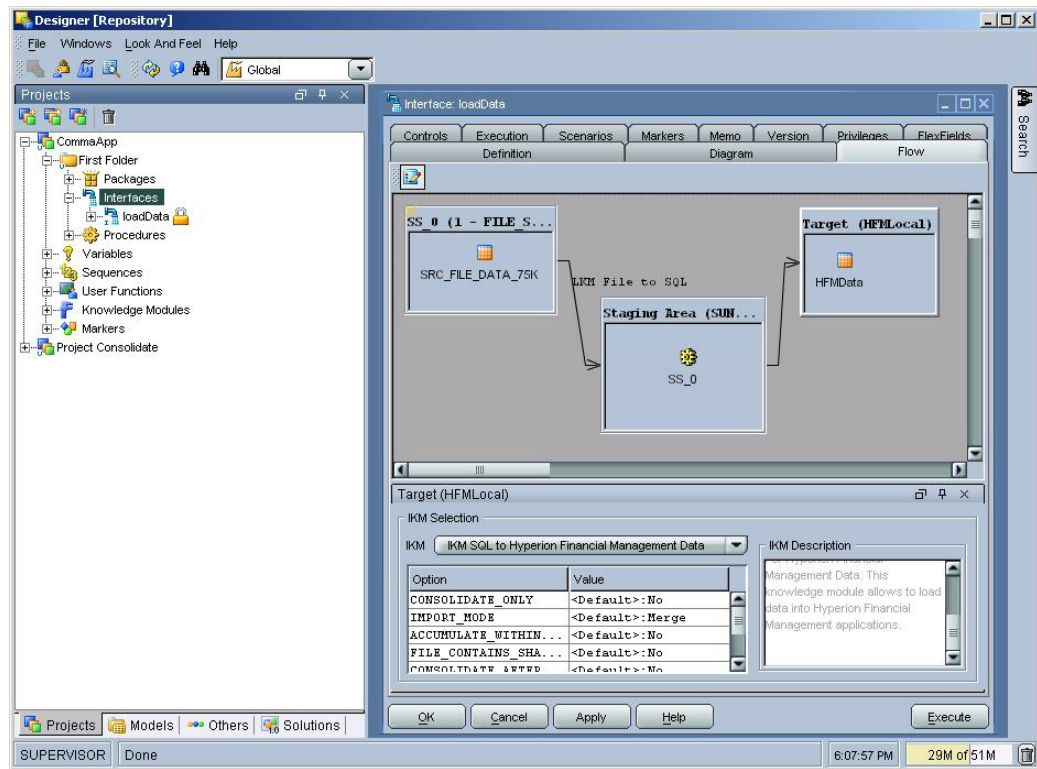 Designer [Repository]
File Windows Look And Feel Help
Global
Projects
CommaApp
First Folder
Packages
Interfaces
loadData
Procedures
Variables
Sequences
User Functions
Knowledge Modules
Markers
Project Consolidate
Projects Models Others 1.0 Solutions
Interface: loadData
Controls Execution Scenarios Markers Memo Version Privileges FlexFields
Definition Diagram Flow
SS_0 (1 - FILE_S...
SRC_FILE_DATA_75K
LKM File to SQL
Staging Area (SUN...
SS_0
Target (HFMLocal)
HFMData
Target (HFMLocal)
IKM Selection
IKM IKM SQL to Hyperion Financial Management Data
Option Value
CONSOLIDATE_ONLY <Default>:No
IMPORT_MODE <Default>:Merge
ACCUMULATE_WITHIN... <Default>:No
FILE_CONTAINS_SHA... <Default>:No
CONSOLIDATE_AFTER <Default>:No
IKM Description
Management Data. This
knowledge module allows to load
data into Hyperion Financial
Management applications.
OK Cancel Apply Help Execute
Search
SUPERVISOR Done 6:07:57 PM 29M of 51M